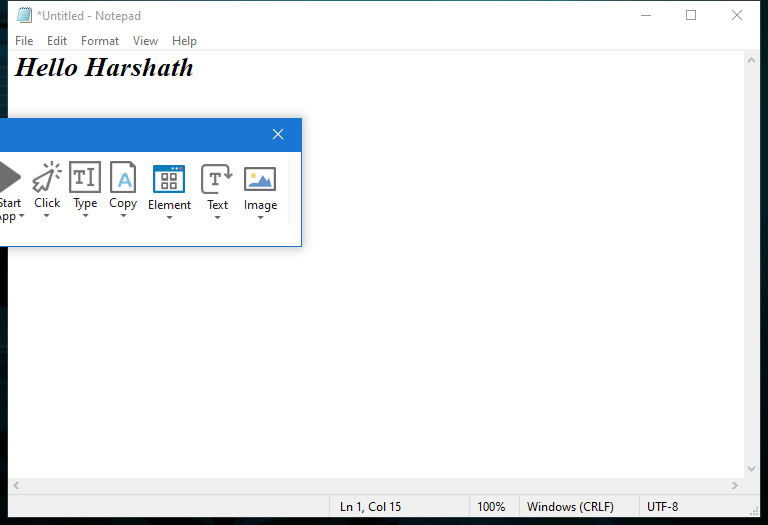 *Untitled - Notepad
File Edit Format View Help
Hello Harshath
Start App Click Type Copy Element Text Image
Ln 1, Col 15 100% Windows (CRLF) UTF-8